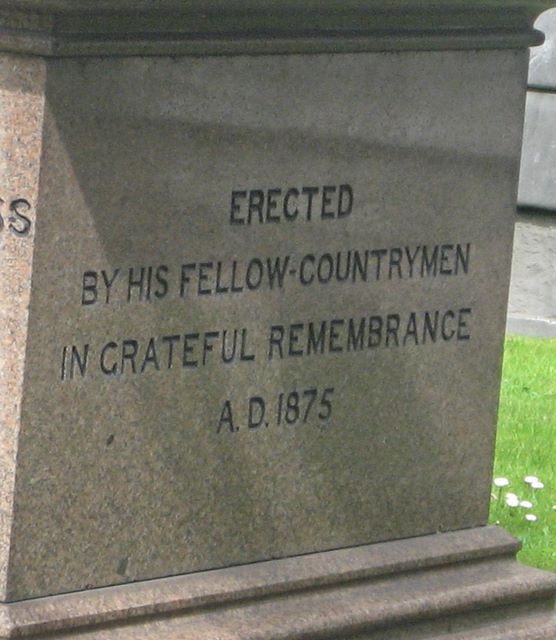 ERECTED
BY HIS FELLOW-COUNTRYMEN
IN GRATEFUL REMEMBRANCE
A.D. 1875